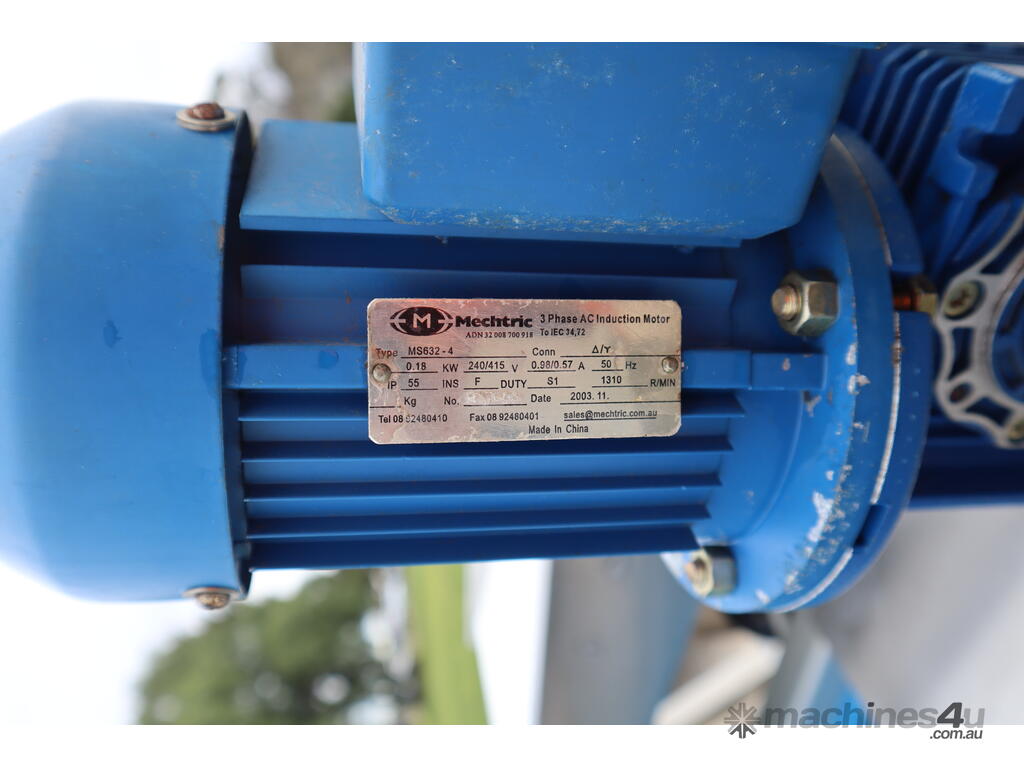 M Mechtric 3 Phase AC Induction Motor
ADN 32 008 700 918 To IEC 34,72
Type MS632-4 Conn Δ/Y
0.18 KW 240/415 V 0.98/0.57 A 50 Hz
IP 55 INS F DUTY S1 1310 R/MIN
Kg No. Date 2003.11.
Tel 08 92480410 Fax 08 92480401 sales@mechtric.com.au
Made In China
machines4u
.com.au